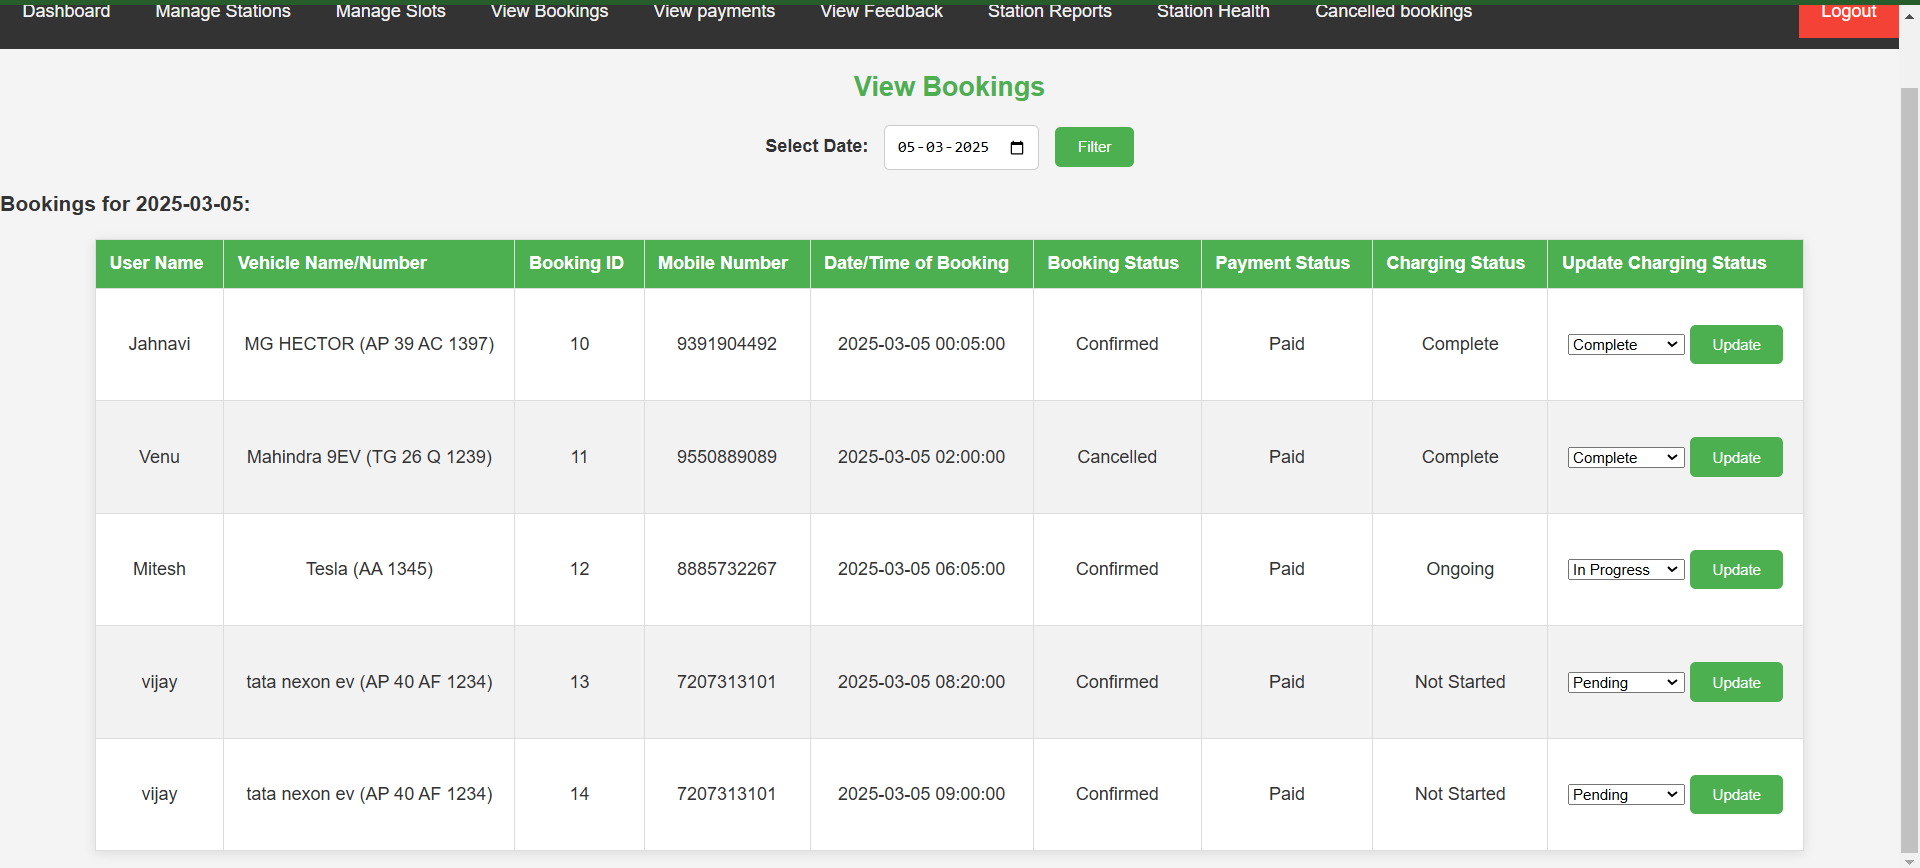 Dashboard Manage Stations Manage Slots View Bookings View payments View Feedback Station Reports Station Health Cancelled bookings Logout
View Bookings
Select Date: 05-03-2025 Filter
Bookings for 2025-03-05:
User Name Vehicle Name/Number Booking ID Mobile Number Date/Time of Booking Booking Status Payment Status Charging Status Update Charging Status
Jahnavi MG HECTOR (AP 39 AC 1397) 10 9391904492 2025-03-05 00:05:00 Confirmed Paid Complete Complete Update
Venu Mahindra 9EV (TG 26 Q 1239) 11 9550889089 2025-03-05 02:00:00 Cancelled Paid Complete Complete Update
Mitesh Tesla (AA 1345) 12 8885732267 2025-03-05 06:05:00 Confirmed Paid Ongoing In Progress Update
vijay tata nexon ev (AP 40 AF 1234) 13 7207313101 2025-03-05 08:20:00 Confirmed Paid Not Started Pending Update
vijay tata nexon ev (AP 40 AF 1234) 14 7207313101 2025-03-05 09:00:00 Confirmed Paid Not Started Pending Update